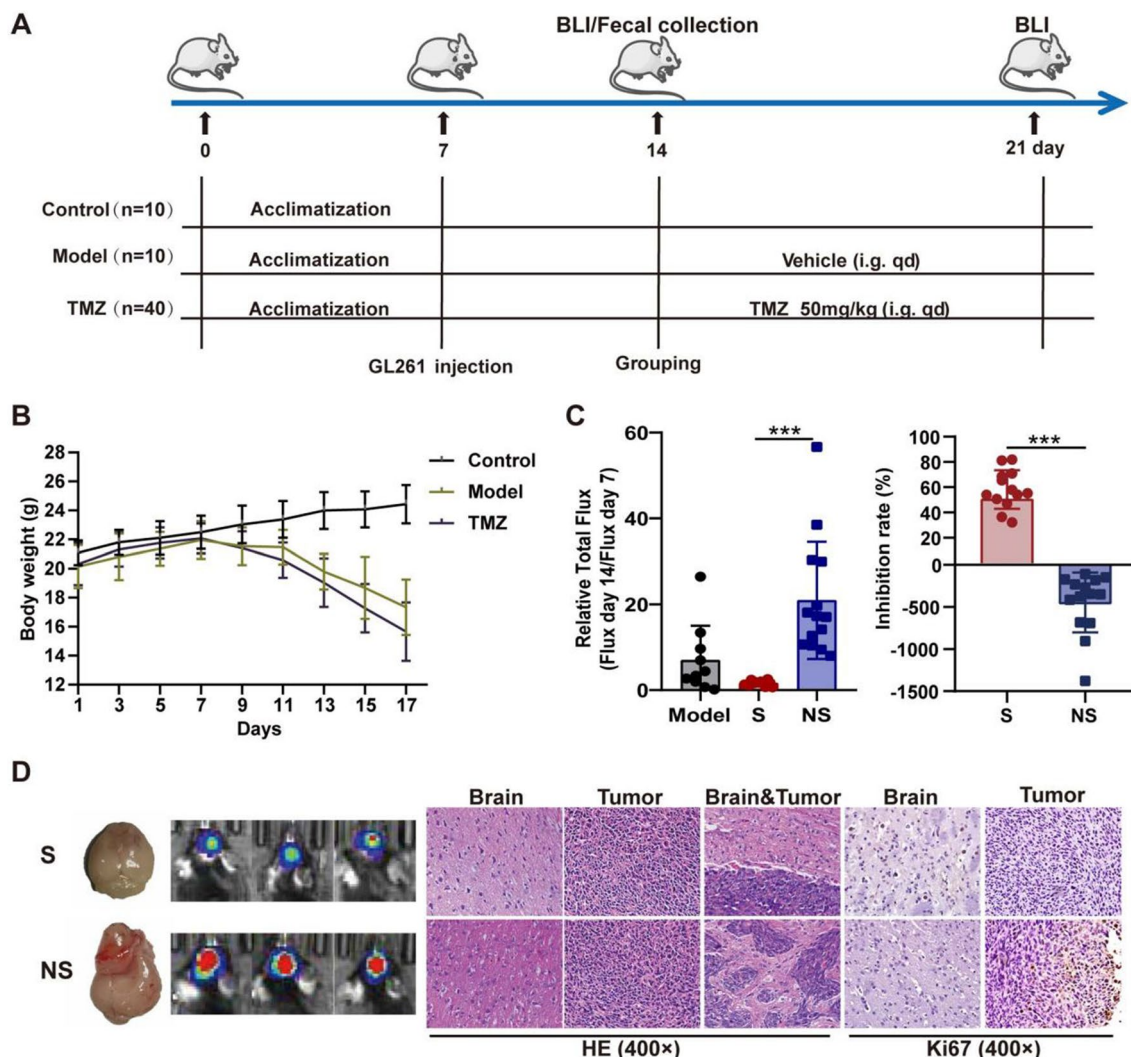 A
BLI/Fecal collection
BLI
0
7
14
21 day
Control (n=10)
Acclimatization
Model (n=10)
Acclimatization
Vehicle (i.g. qd)
TMZ (n=40)
Acclimatization
TMZ 50mg/kg (i.g. qd)
GL261 injection
Grouping
B
Body weight (g)
26
24
22
20
18
16
14
12
1
3
5
7
9
11
13
15
17
Days
Control
Model
TMZ
C
Relative Total Flux
(Flux day 14/Flux day 7)
60
40
20
0
***
Model
S
NS
Inhibition rate (%)
100
80
60
40
20
0
-500
-1000
-1500
***
S
NS
D
Brain
Tumor
Brain&Tumor
Brain
Tumor
S
NS
HE (400×)
Ki67 (400×)